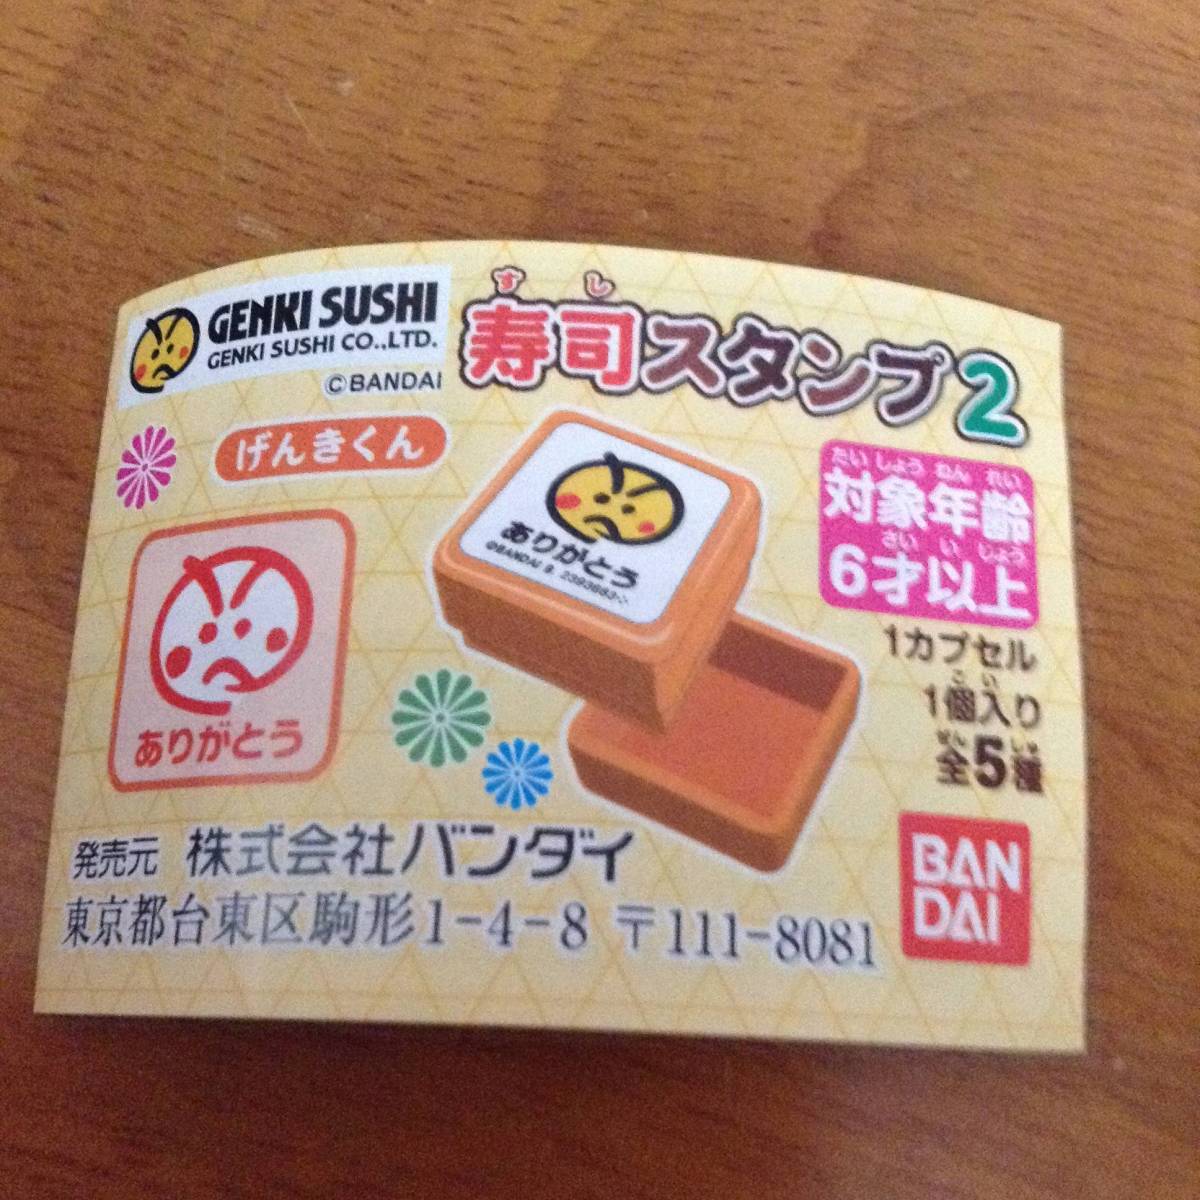 GENKI SUSHI
GENKI SUSHI CO.,LTD.
©BANDAI
すし
寿司スタンプ2
げんきくん
ありがとう
©BANDAI
ありがとう
たいしょうねんれい
対象年齢
さいいじょう
6才以上
1カプセル
こい
1個入り
ぜん しゅ
全5種
発売元 株式会社バンダイ
東京都台東区駒形1-4-8 〒111-8081
BAN
DAI